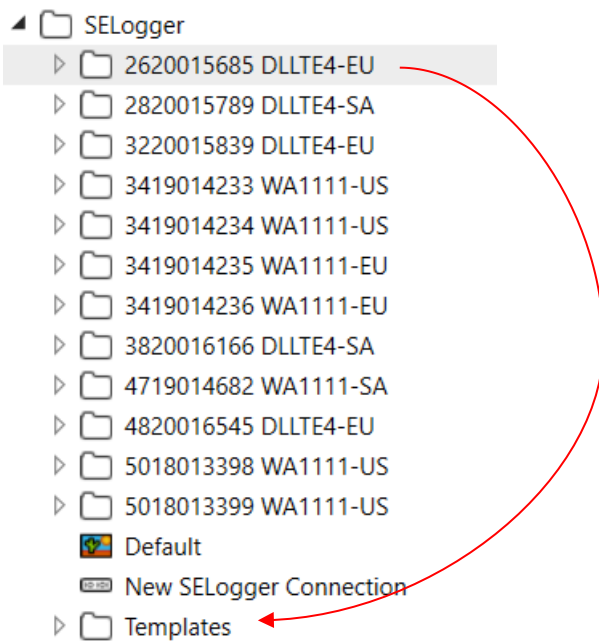 SELogger
2620015685 DLLTE4-EU
2820015789 DLLTE4-SA
3220015839 DLLTE4-EU
3419014233 WA1111-US
3419014234 WA1111-US
3419014235 WA1111-EU
3419014236 WA1111-EU
3820016166 DLLTE4-SA
4719014682 WA1111-SA
4820016545 DLLTE4-EU
5018013398 WA1111-US
5018013399 WA1111-US
Default
New SELogger Connection
Templates